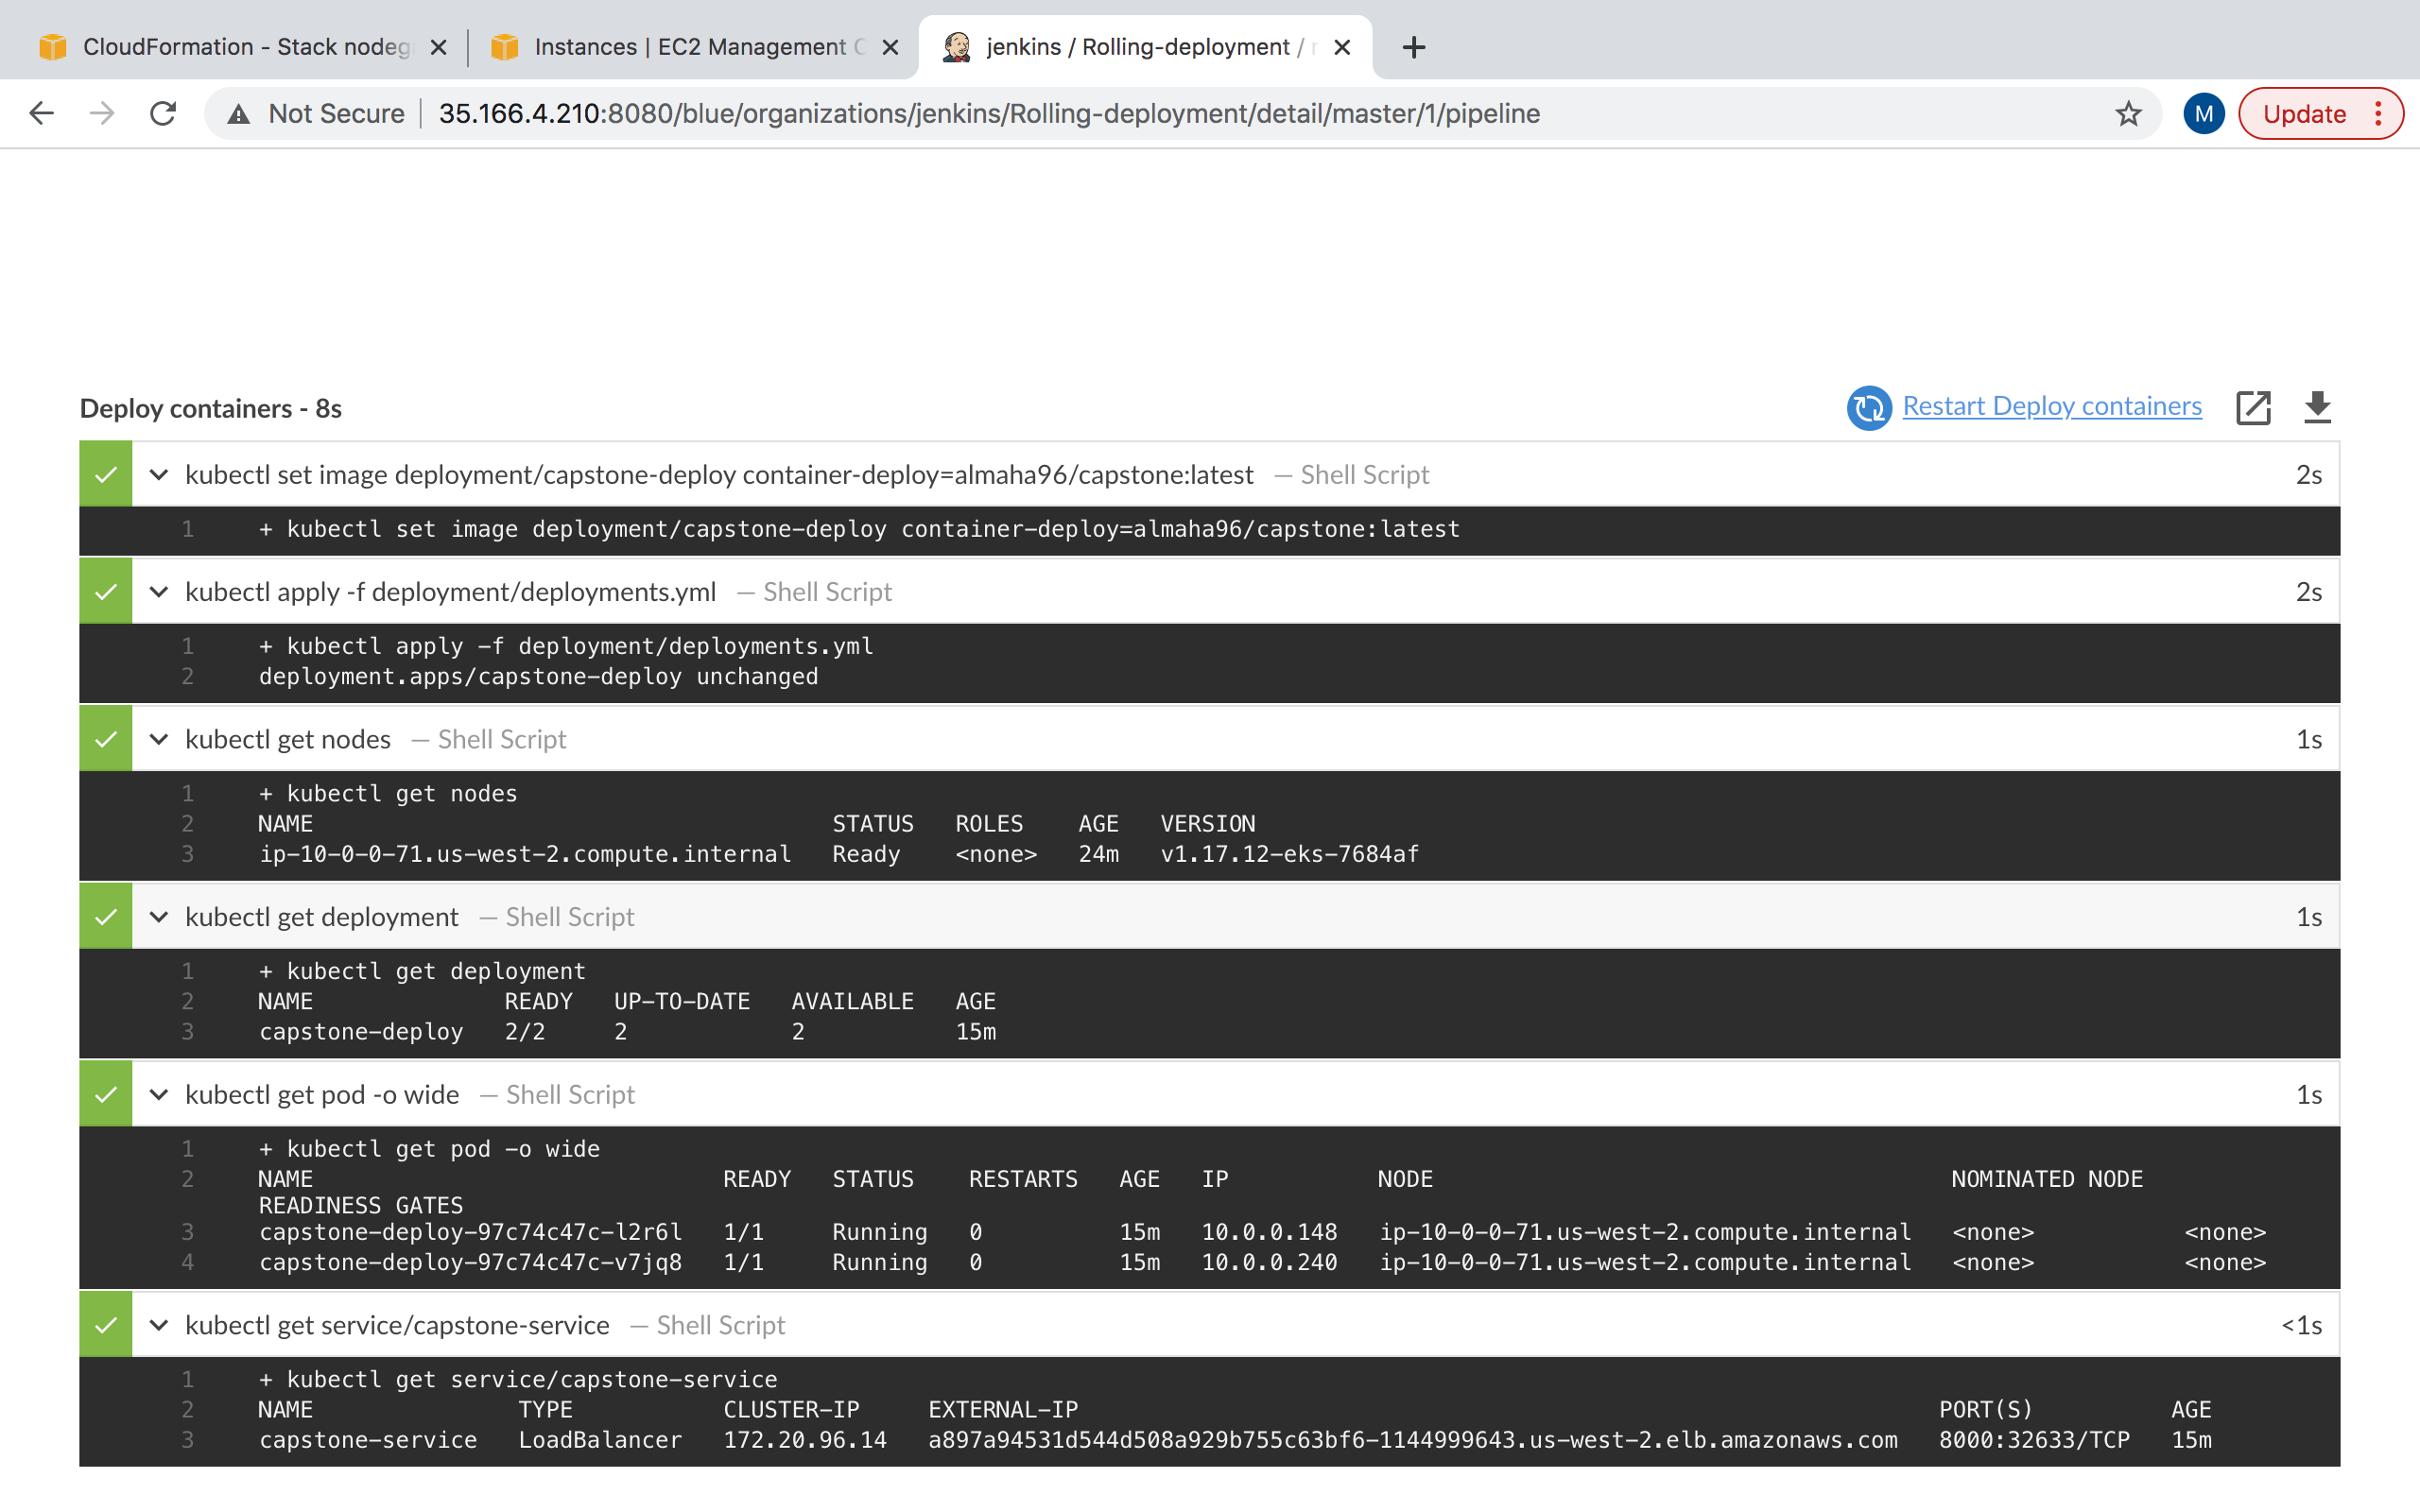 CloudFormation - Stack nodeg
Instances | EC2 Management C
jenkins / Rolling-deployment /
Not Secure
35.166.4.210:8080/blue/organizations/jenkins/Rolling-deployment/detail/master/1/pipeline
M
Update
Deploy containers - 8s
Restart Deploy containers
kubectl set image deployment/capstone-deploy container-deploy=almaha96/capstone:latest — Shell Script 2s
1 + kubectl set image deployment/capstone-deploy container-deploy=almaha96/capstone:latest
kubectl apply -f deployment/deployments.yml — Shell Script 2s
1 + kubectl apply -f deployment/deployments.yml
2 deployment.apps/capstone-deploy unchanged
kubectl get nodes — Shell Script 1s
1 + kubectl get nodes
2 NAME STATUS ROLES AGE VERSION
3 ip-10-0-0-71.us-west-2.compute.internal Ready <none> 24m v1.17.12-eks-7684af
kubectl get deployment — Shell Script 1s
1 + kubectl get deployment
2 NAME READY UP-TO-DATE AVAILABLE AGE
3 capstone-deploy 2/2 2 2 15m
kubectl get pod -o wide — Shell Script 1s
1 + kubectl get pod -o wide
2 NAME READY STATUS RESTARTS AGE IP NODE NOMINATED NODE
READINESS GATES
3 capstone-deploy-97c74c47c-l2r6l 1/1 Running 0 15m 10.0.0.148 ip-10-0-0-71.us-west-2.compute.internal <none> <none>
4 capstone-deploy-97c74c47c-v7jq8 1/1 Running 0 15m 10.0.0.240 ip-10-0-0-71.us-west-2.compute.internal <none> <none>
kubectl get service/capstone-service — Shell Script <1s
1 + kubectl get service/capstone-service
2 NAME TYPE CLUSTER-IP EXTERNAL-IP PORT(S) AGE
3 capstone-service LoadBalancer 172.20.96.14 a897a94531d544d508a929b755c63bf6-1144999643.us-west-2.elb.amazonaws.com 8000:32633/TCP 15m